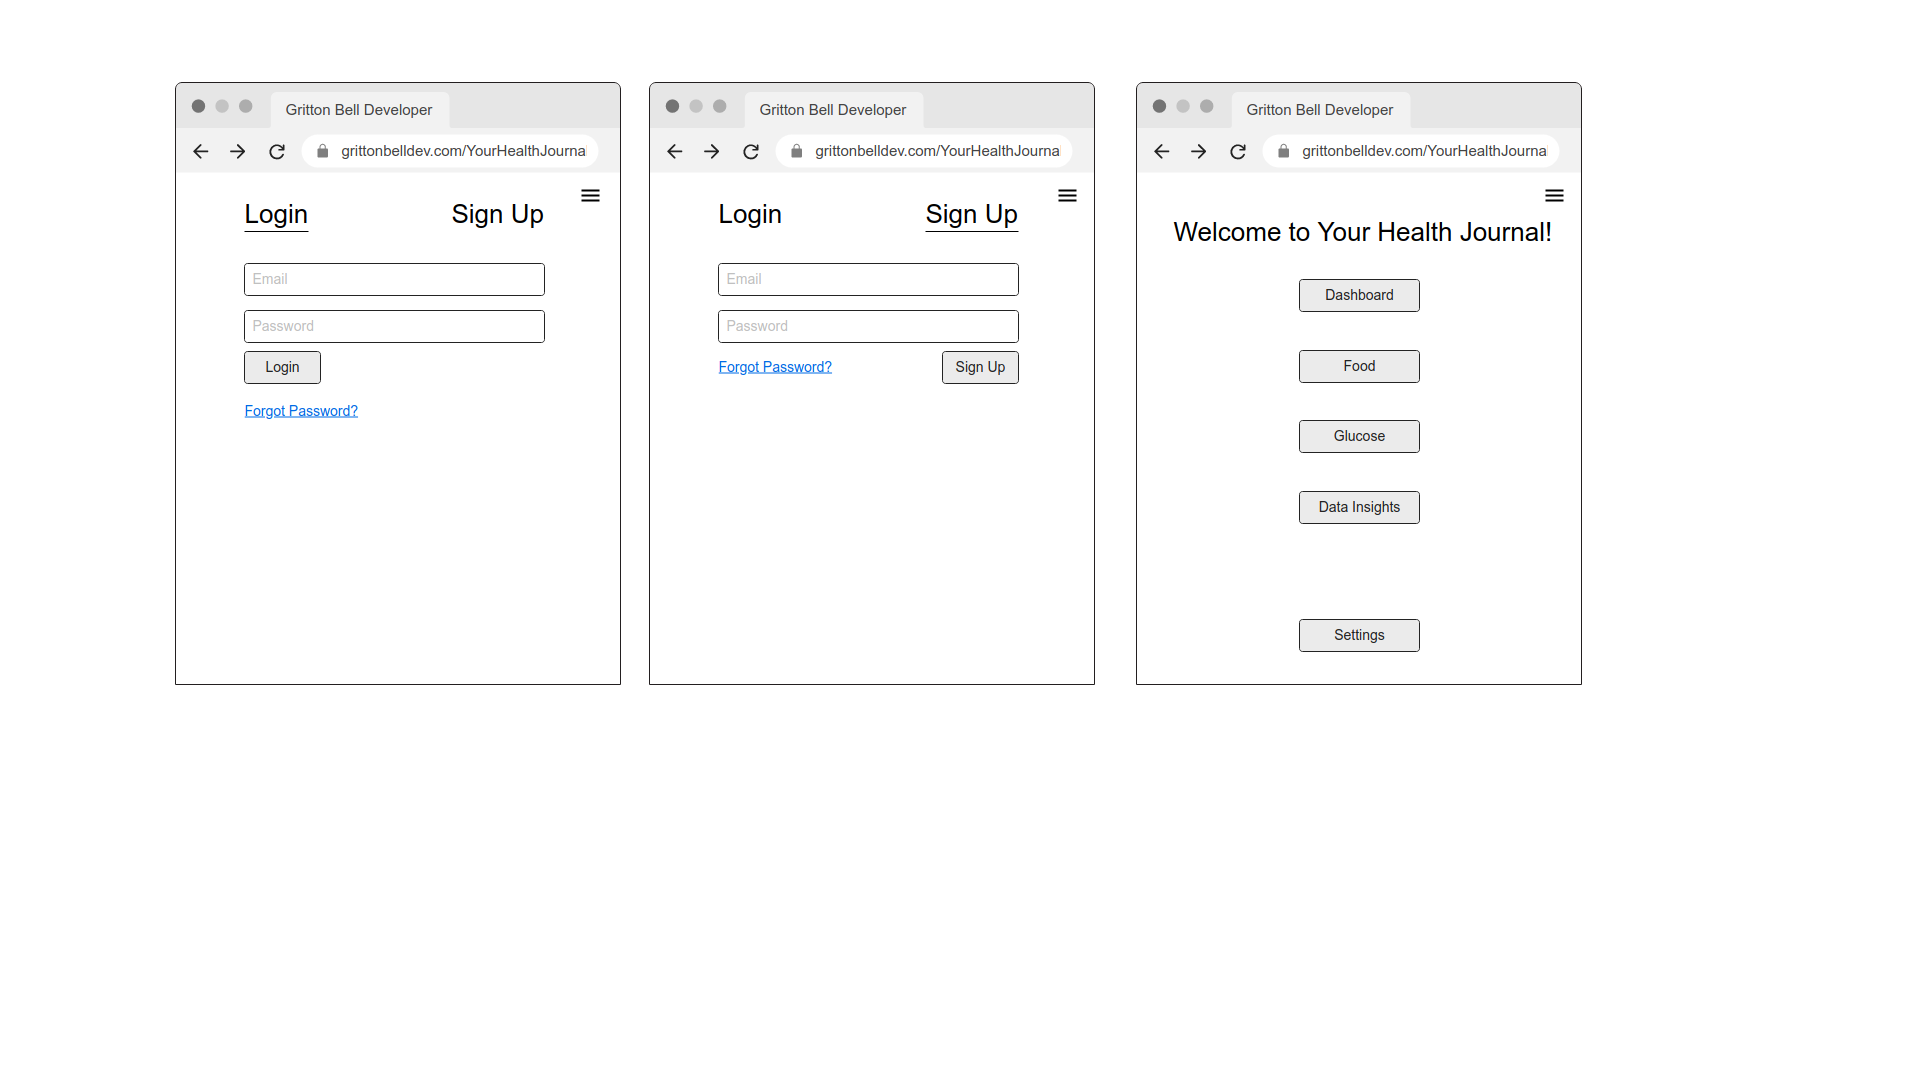 Gritton Bell Developer
grittonbelldev.com/YourHealthJourna
Login
Sign Up
Email
Password
Login
Forgot Password?
Gritton Bell Developer
grittonbelldev.com/YourHealthJourna
Login
Sign Up
Email
Password
Forgot Password?
Sign Up
Gritton Bell Developer
grittonbelldev.com/YourHealthJourna
Welcome to Your Health Journal!
Dashboard
Food
Glucose
Data Insights
Settings